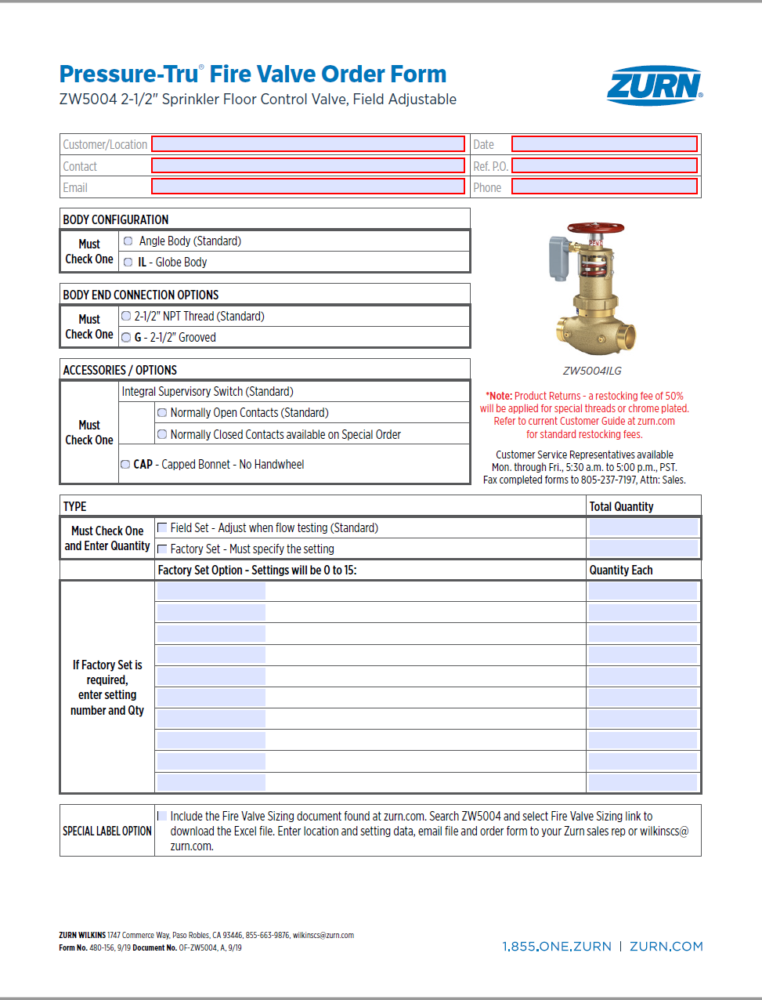 Pressure-Tru® Fire Valve Order Form
ZW5004 2-1/2" Sprinkler Floor Control Valve, Field Adjustable
ZURN®
Customer/Location
Date
Contact
Ref. P.O.
Email
Phone
BODY CONFIGURATION
Must
Check One
Angle Body (Standard)
IL - Globe Body
BODY END CONNECTION OPTIONS
Must
Check One
2-1/2" NPT Thread (Standard)
G - 2-1/2" Grooved
ACCESSORIES / OPTIONS
Must
Check One
Integral Supervisory Switch (Standard)
Normally Open Contacts (Standard)
Normally Closed Contacts available on Special Order
CAP - Capped Bonnet - No Handwheel
ZW5004ILG
*Note: Product Returns - a restocking fee of 50%
will be applied for special threads or chrome plated.
Refer to current Customer Guide at zurn.com
for standard restocking fees.
Customer Service Representatives available
Mon. through Fri., 5:30 a.m. to 5:00 p.m., PST.
Fax completed forms to 805-237-7197, Attn: Sales.
TYPE
Total Quantity
Must Check One
and Enter Quantity
Field Set - Adjust when flow testing (Standard)
Factory Set - Must specify the setting
Factory Set Option - Settings will be 0 to 15:
Quantity Each
If Factory Set is
required,
enter setting
number and Qty
SPECIAL LABEL OPTION
Include the Fire Valve Sizing document found at zurn.com. Search ZW5004 and select Fire Valve Sizing link to
download the Excel file. Enter location and setting data, email file and order form to your Zurn sales rep or wilkinscs@
zurn.com.
ZURN WILKINS 1747 Commerce Way, Paso Robles, CA 93446, 855-663-9876, wilkinscs@zurn.com
Form No. 480-156, 9/19 Document No. OF-ZW5004, A, 9/19
1.855.ONE.ZURN | ZURN.COM